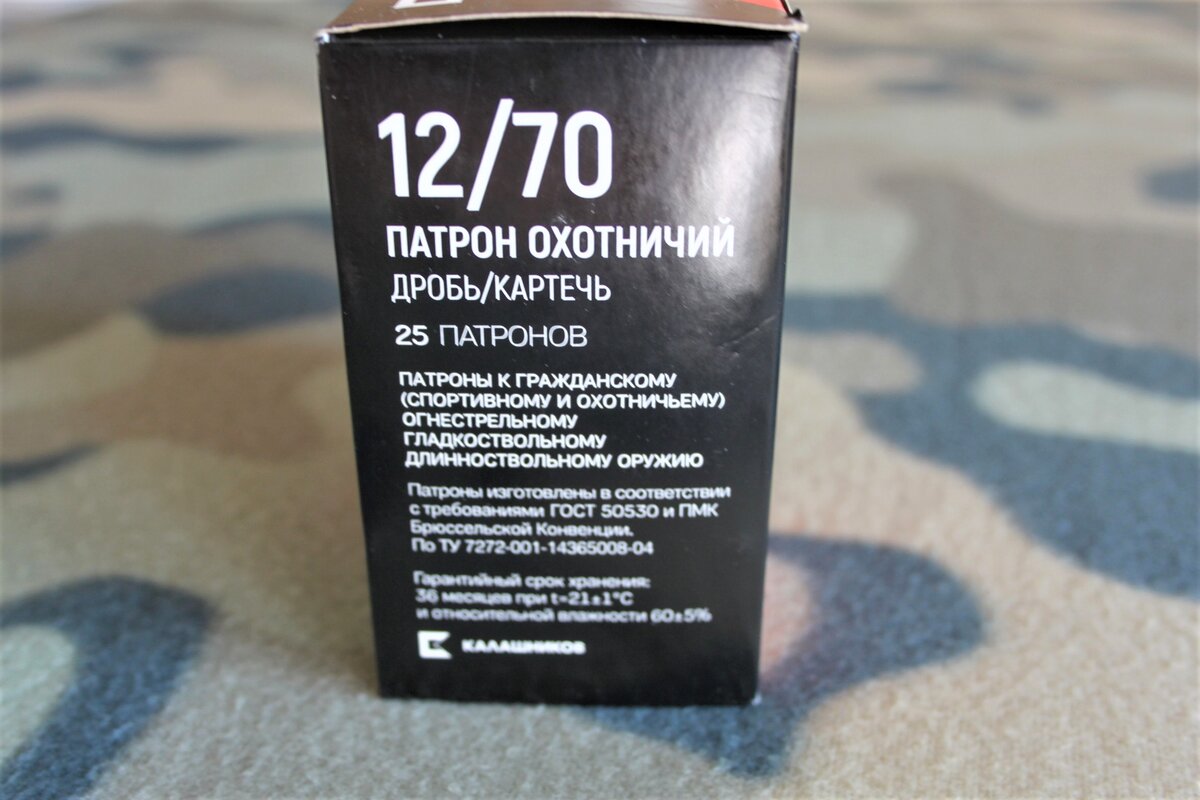 12/70
ПАТРОН ОХОТНИЧИЙ
ДРОБЬ/КАРТЕЧЬ
25 ПАТРОНОВ
ПАТРОНЫ К ГРАЖДАНСКОМУ
(СПОРТИВНОМУ И ОХОТНИЧЬЕМУ)
ОГНЕСТРЕЛЬНОМУ
ГЛАДКОСТВОЛЬНОМУ
ДЛИННОСТВОЛЬНОМУ ОРУЖИЮ
Патроны изготовлены в соответствии
с требованиями ГОСТ 50530 и ПМК
Брюссельской Конвенции.
По ТУ 7272-001-14365008-04
Гарантийный срок хранения:
36 месяцев при t=21±1°C
и относительной влажности 60±5%
КАЛАШНИКОВ